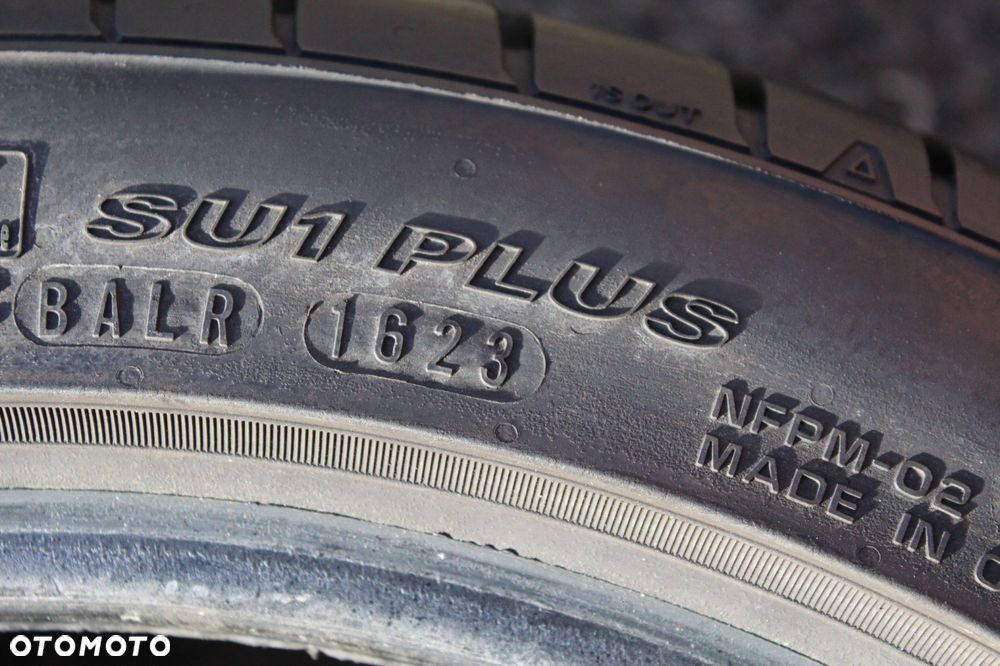 SU1 PLUS
BALR 1623
NFPM-02
MADE IN
OTOMOTO